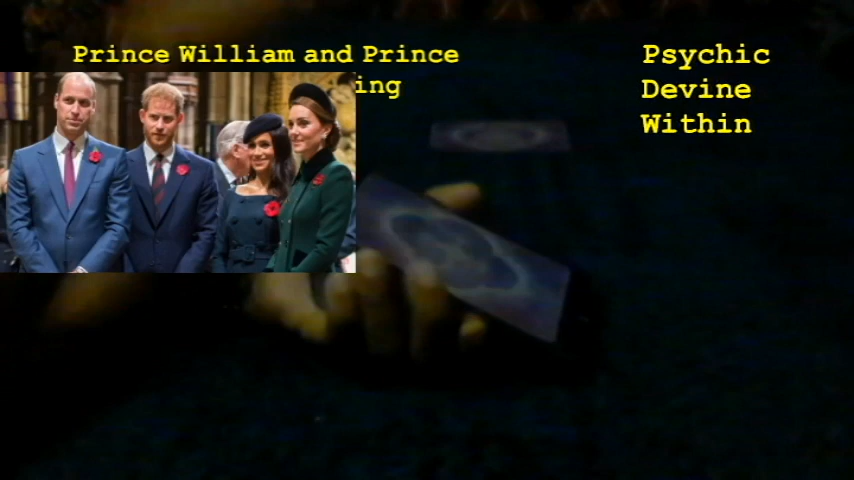 Prince William and Prince
ing
Psychic
Devine
Within